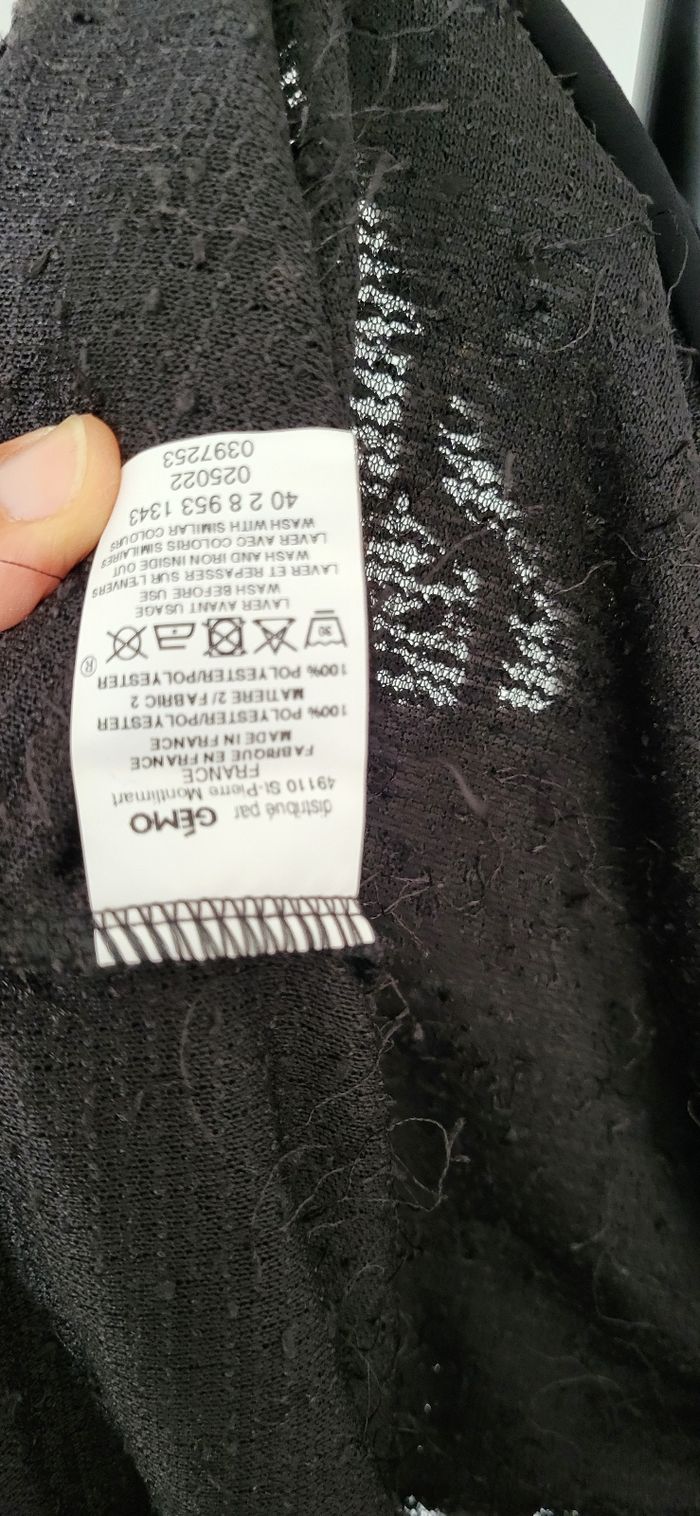 distribué par GÉMO
49110 St-Pierre Montlimart
FRANCE
FABRIQUE EN FRANCE
MADE IN FRANCE
100% POLYESTER/POLYESTER
MATIERE 2/ FABRIC 2
100% POLYESTER/POLYESTER
®
30
LAVER AVANT USAGE
WASH BEFORE USE
LAVER ET REPASSER SUR L'ENVERS
WASH AND IRON INSIDE OUT
LAVER AVEC COLORIS SIMILAIRES
WASH WITH SIMILAR COLOURS
40 2 8 953 1343
025022
0397253